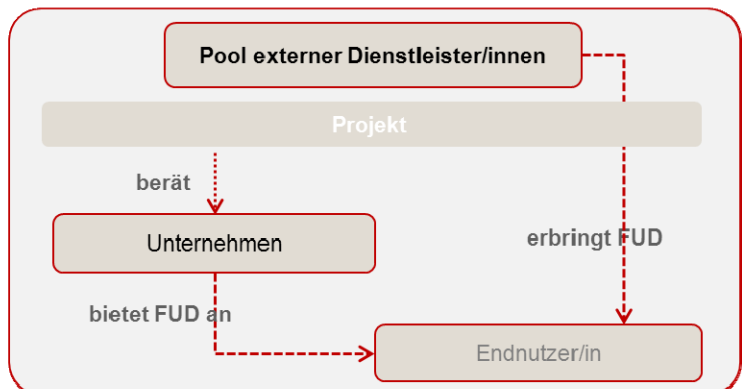 Pool externer Dienstleister/innen
Projekt
berät
Unternehmen
erbringt FUD
bietet FUD an
Endnutzer/in